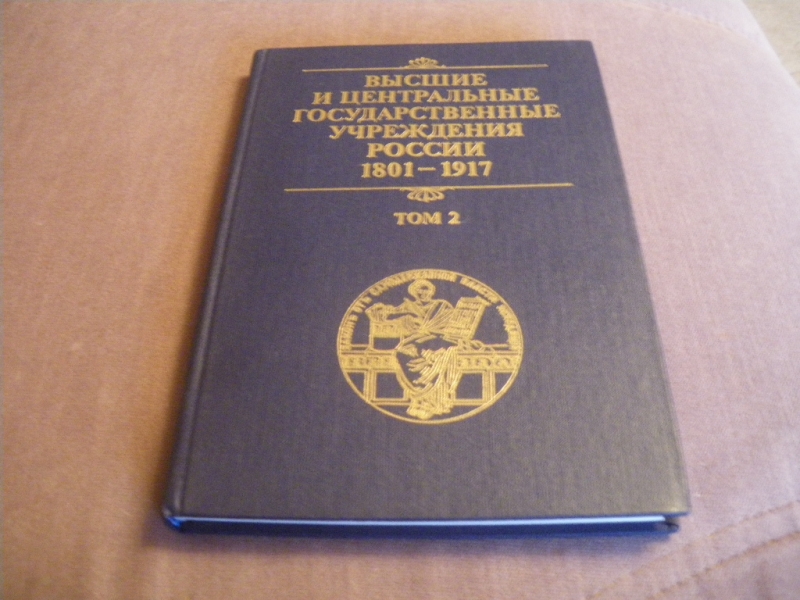 ВЫСШИЕ
И ЦЕНТРАЛЬНЫЕ
ГОСУДАРСТВЕННЫЕ
УЧРЕЖДЕНИЯ
РОССИИ
1801–1917
ТОМ 2